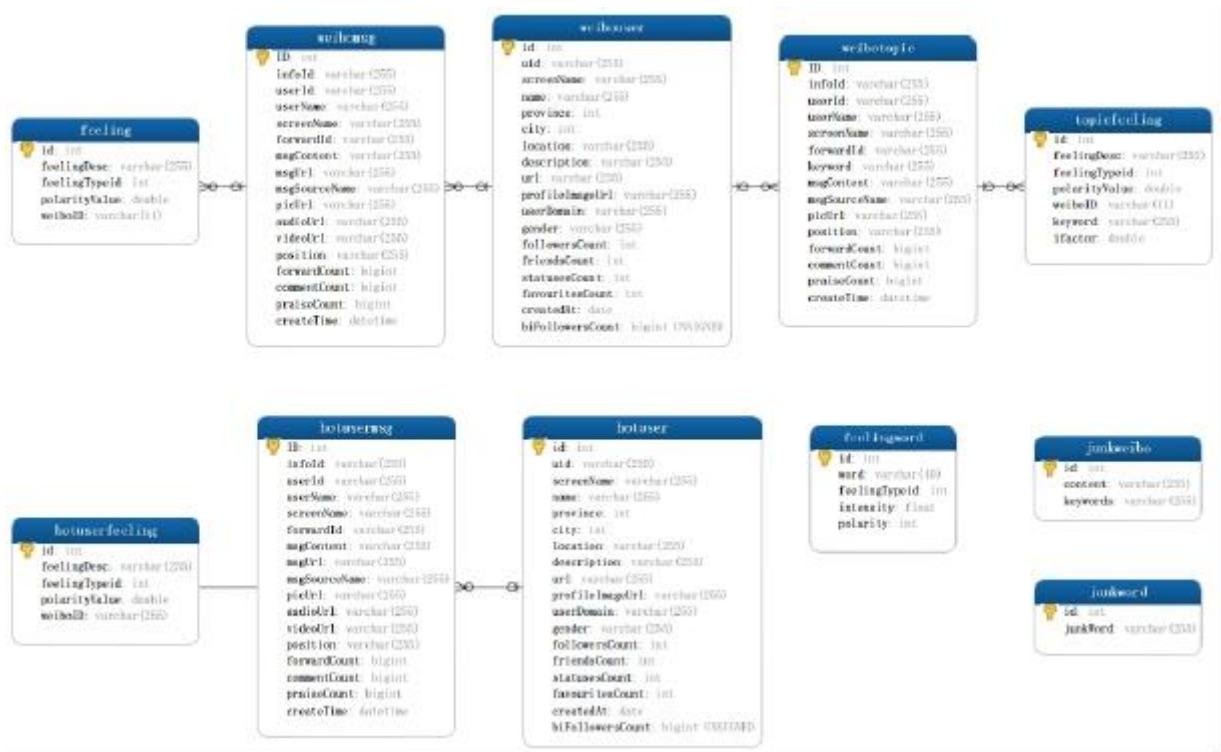 feeling
id: int
feelingDesc: varchar(255)
feelingTypeid: int
polarityValue: double
weiboID: varchar
weibomsg
ID: int
infoId: varchar(255)
userId: varchar(255)
userName: varchar(255)
screenName: varchar(255)
forwardId: varchar(255)
msgContent: varchar(255)
msgUrl: varchar(255)
msgSourceName: varchar(255)
picUrl: varchar(255)
audioUrl: varchar(255)
videoUrl: varchar(255)
position: varchar(255)
forwardCount: bigint
commentCount: bigint
praiseCount: bigint
createTime: datetime
weibouser
id: int
uid: varchar(255)
screenName: varchar(255)
name: varchar(255)
province: int
city: int
location: varchar(255)
description: varchar(255)
url: varchar(255)
profileImageUrl: varchar(255)
userDomain: varchar(255)
gender: varchar(255)
followersCount: int
friendsCount: int
statusesCount: int
favouritesCount: int
createdAt: date
biFollowersCount: bigint UNSIGNED
weibotopic
ID: int
infoId: varchar(255)
userId: varchar(255)
userName: varchar(255)
screenName: varchar(255)
forwardId: varchar(255)
keyword: varchar(255)
msgContent: varchar(255)
msgSourceName: varchar(255)
picUrl: varchar(255)
position: varchar(255)
forwardCount: bigint
commentCount: bigint
praiseCount: bigint
createTime: datetime
topicfeeling
id: int
feelingDesc: varchar(255)
feelingTypeid: int
polarityValue: double
weiboID: varchar
keyword: varchar(255)
ifactor: double
hotuserfeeling
id: int
feelingDesc: varchar(255)
feelingTypeid: int
polarityValue: double
weiboID: varchar(255)
hotusermsg
ID: int
infoId: varchar(255)
userId: varchar(255)
userName: varchar(255)
screenName: varchar(255)
forwardId: varchar(255)
msgContent: varchar(255)
msgUrl: varchar(255)
msgSourceName: varchar(255)
picUrl: varchar(255)
audioUrl: varchar(255)
videoUrl: varchar(255)
position: varchar(255)
forwardCount: bigint
commentCount: bigint
praiseCount: bigint
createTime: datetime
hotuser
id: int
uid: varchar(255)
screenName: varchar(255)
name: varchar(255)
province: int
city: int
location: varchar(255)
description: varchar(255)
url: varchar(255)
profileImageUrl: varchar(255)
userDomain: varchar(255)
gender: varchar(255)
followersCount: int
friendsCount: int
statusesCount: int
favouritesCount: int
createdAt: date
biFollowersCount: bigint UNSIGNED
feelingword
id: int
word: varchar(40)
feelingTypeid: int
intensity: float
polarity: int
junkweibo
id: int
content: varchar(255)
keywords: varchar(255)
junkword
id: int
junkWord: varchar(255)